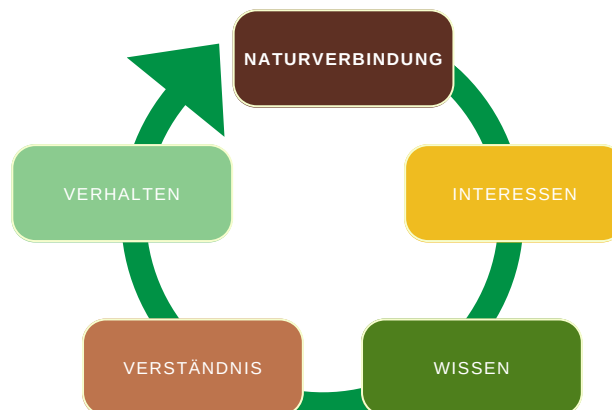 NATURVERBINDUNG
VERHALTEN
INTERESSEN
VERSTÄNDNIS
WISSEN